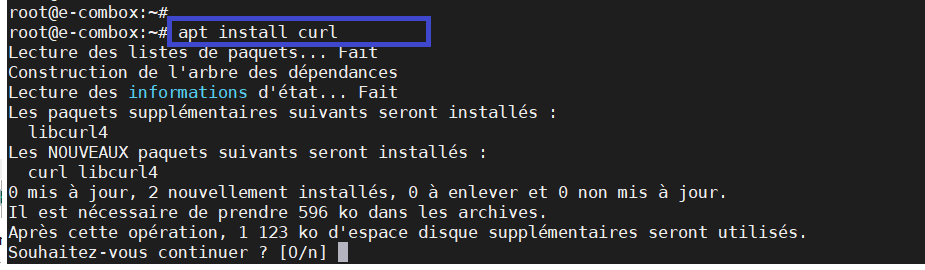 root@e-combox:~#
root@e-combox:~# apt install curl
Lecture des listes de paquets... Fait
Construction de l'arbre des dépendances
Lecture des informations d'état... Fait
Les paquets supplémentaires suivants seront installés :
  libcurl4
Les NOUVEAUX paquets suivants seront installés :
  curl libcurl4
0 mis à jour, 2 nouvellement installés, 0 à enlever et 0 non mis à jour.
Il est nécessaire de prendre 596 ko dans les archives.
Après cette opération, 1 123 ko d'espace disque supplémentaires seront utilisés.
Souhaitez-vous continuer ? [O/n]